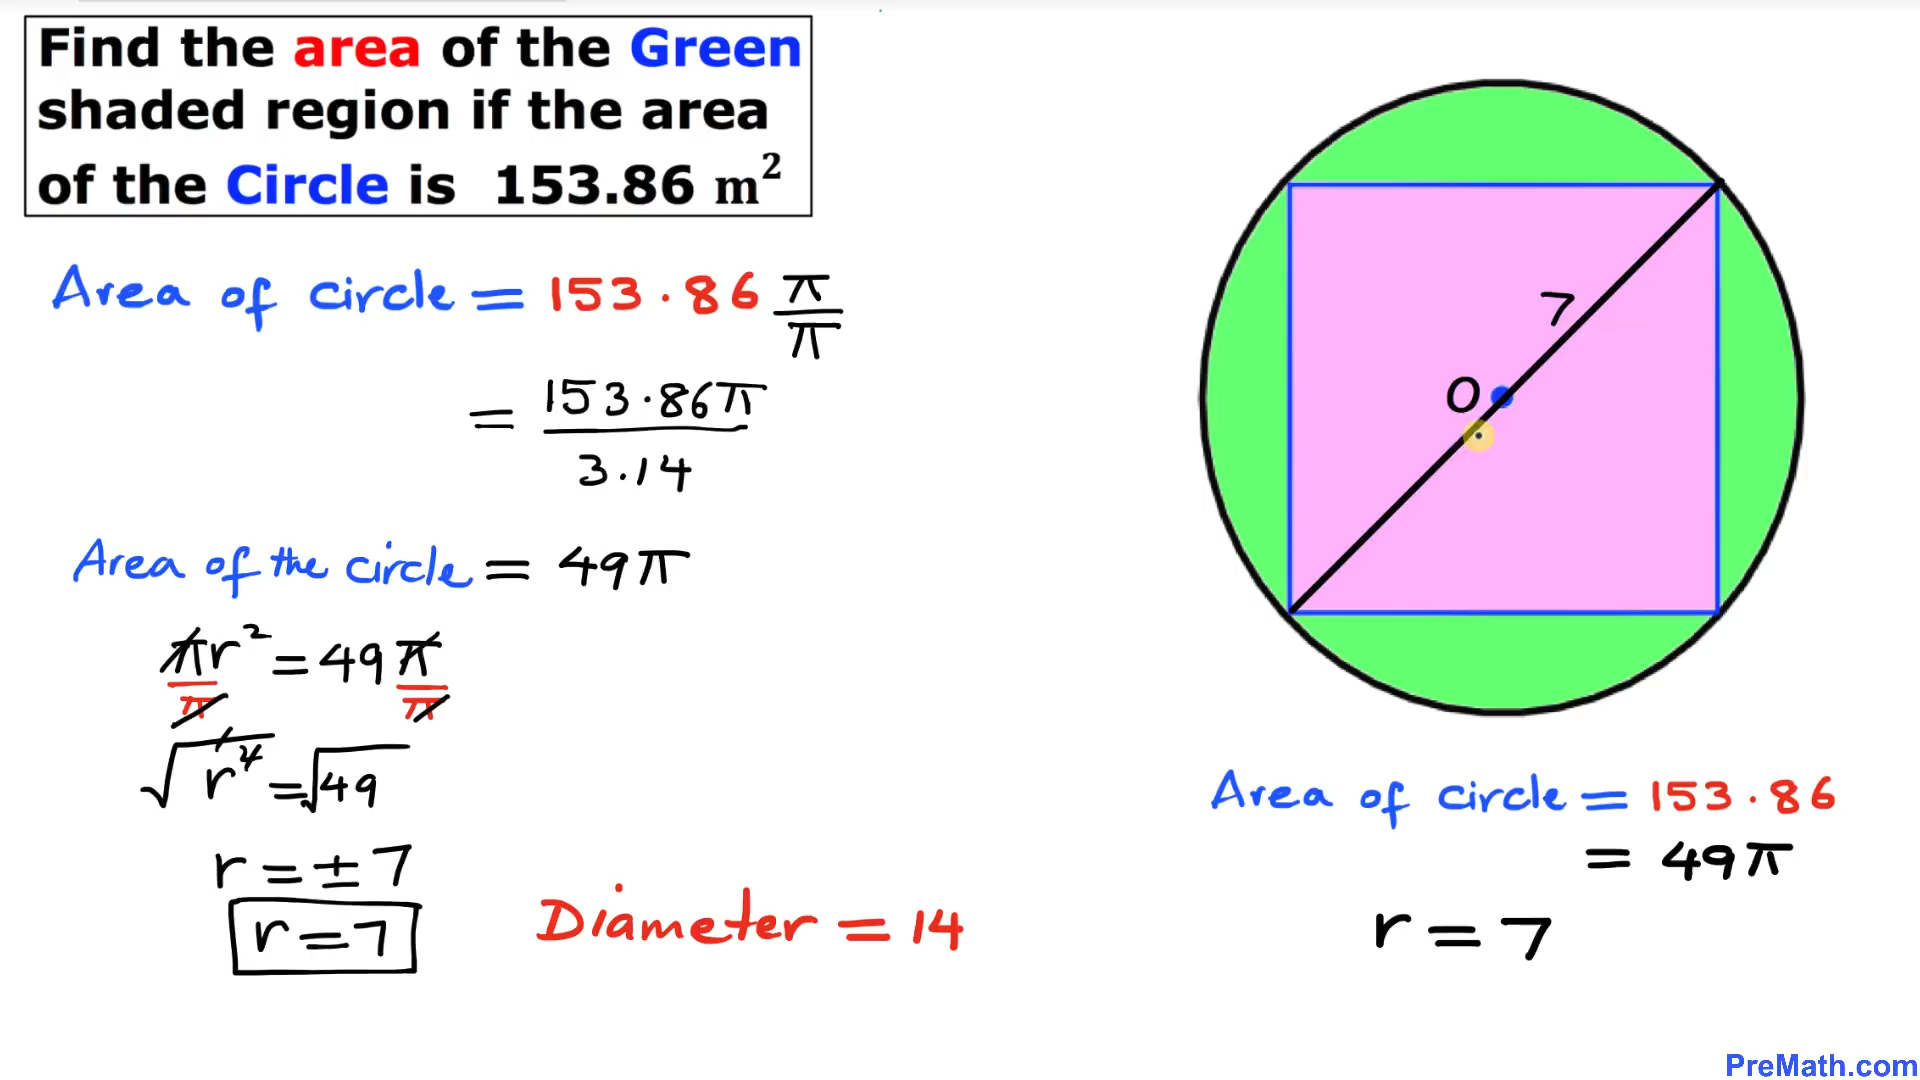 Find the area of the Green
shaded region if the area
of the Circle is 153.86 m²
Area of circle = 153.86 π/π
= 153.86π/3.14
Area of the circle = 49π
πr²/π = 49π/π
√r² = √49
r = ±7
r = 7
Diameter = 14
7
O
Area of circle = 153.86
= 49π
r = 7
PreMath.com